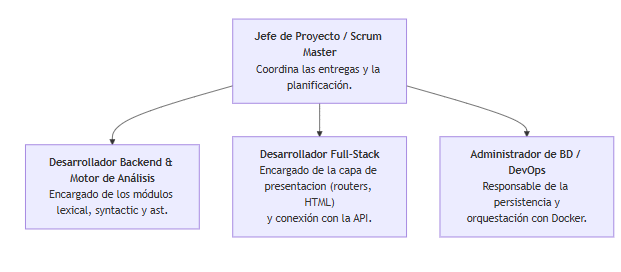 Jefe de Proyecto / Scrum
Master
Coordina las entregas y la
planificación.
Desarrollador Backend &
Motor de Análisis
Encargado de los módulos
lexical, syntactic y ast.
Desarrollador Full-Stack
Encargado de la capa de
presentacion (routers,
HTML)
y conexión con la API.
Administrador de BD /
DevOps
Responsable de la
persistencia y
orquestación con Docker.